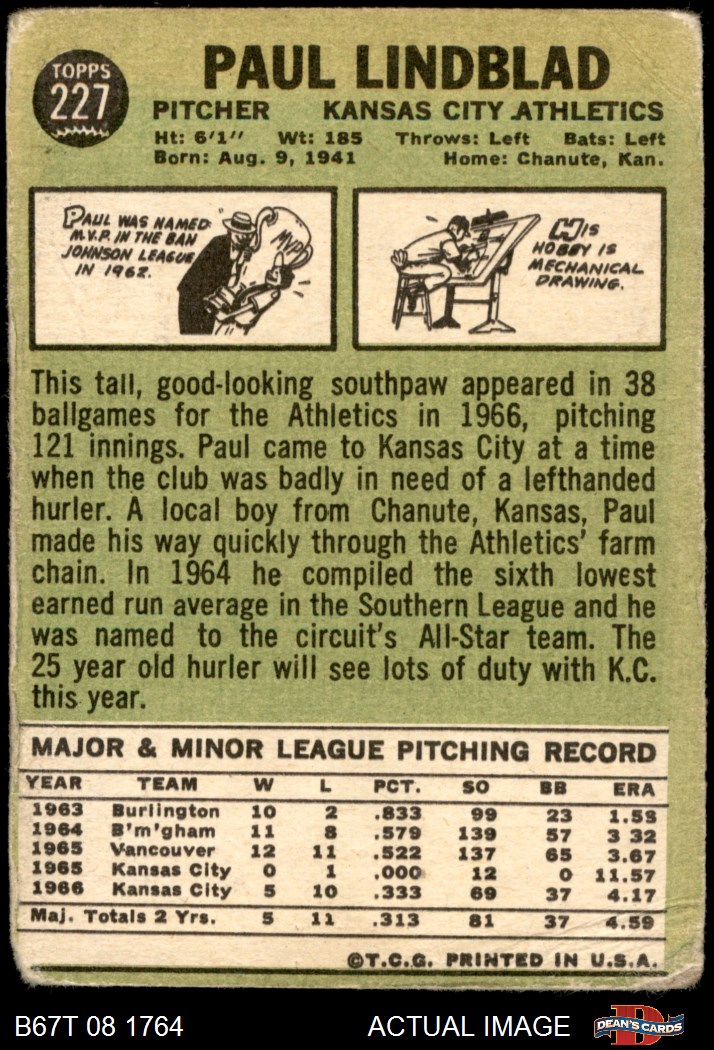 TOPPS
227
PAUL LINDBLAD
PITCHER KANSAS CITY ATHLETICS
Ht: 6'1" Wt: 185 Throws: Left Bats: Left
Born: Aug. 9, 1941 Home: Chanute, Kan.
PAUL WAS NAMED
M.V.P. IN THE BAN
JOHNSON LEAGUE
IN 1962.
MVP
HIS
HOBBY IS
MECHANICAL
DRAWING.
This tall, good-looking southpaw appeared in 38
ballgames for the Athletics in 1966, pitching
121 innings. Paul came to Kansas City at a time
when the club was badly in need of a lefthanded
hurler. A local boy from Chanute, Kansas, Paul
made his way quickly through the Athletics' farm
chain. In 1964 he compiled the sixth lowest
earned run average in the Southern League and he
was named to the circuit's All-Star team. The
25 year old hurler will see lots of duty with K.C.
this year.
MAJOR & MINOR LEAGUE PITCHING RECORD
YEAR TEAM W L PCT. SO BB ERA
1963 Burlington 10 2 .833 99 23 1.58
1964 B'm'gham 11 8 .579 139 57 3 32
1965 Vancouver 12 11 .522 137 65 3.67
1965 Kansas City 0 1 .000 12 0 11.57
1966 Kansas City 5 10 .333 69 37 4.17
Maj. Totals 2 Yrs. 5 11 .313 81 37 4.59
©T.C.G. PRINTED IN U.S.A.
B67T 08 1764 ACTUAL IMAGE
D
DEAN'S CARDS